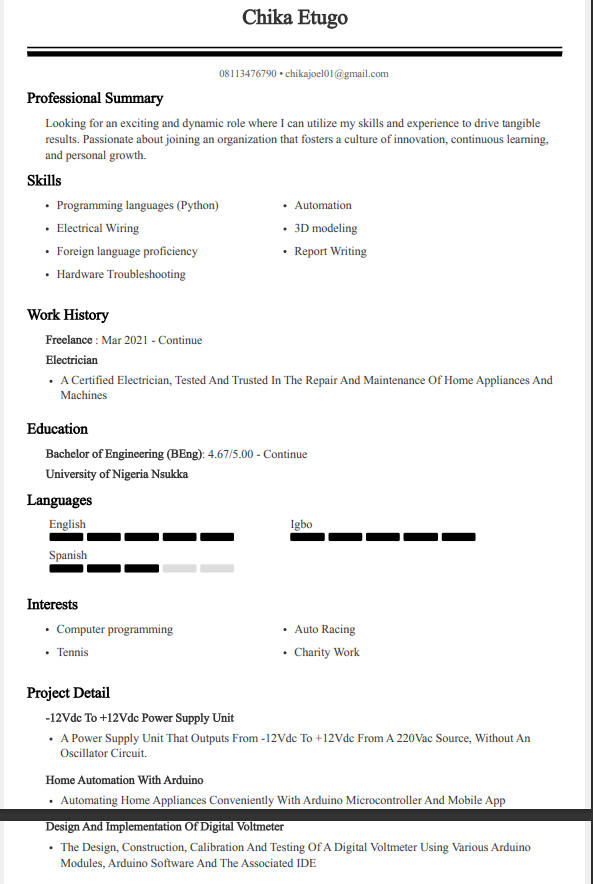 Chika Etugo
08113476790 • chikajoel01@gmail.com
Professional Summary
Looking for an exciting and dynamic role where I can utilize my skills and experience to drive tangible
results. Passionate about joining an organization that fosters a culture of innovation, continuous learning,
and personal growth.
Skills
• Programming languages (Python)
• Electrical Wiring
• Foreign language proficiency
• Hardware Troubleshooting
• Automation
• 3D modeling
• Report Writing
Work History
Freelance : Mar 2021 - Continue
Electrician
• A Certified Electrician, Tested And Trusted In The Repair And Maintenance Of Home Appliances And
Machines
Education
Bachelor of Engineering (BEng): 4.67/5.00 - Continue
University of Nigeria Nsukka
Languages
English
Igbo
Spanish
Interests
• Computer programming
• Tennis
• Auto Racing
• Charity Work
Project Detail
-12Vdc To +12Vdc Power Supply Unit
• A Power Supply Unit That Outputs From -12Vdc To +12Vdc From A 220Vac Source, Without An
Oscillator Circuit.
Home Automation With Arduino
• Automating Home Appliances Conveniently With Arduino Microcontroller And Mobile App
Design And Implementation Of Digital Voltmeter
• The Design, Construction, Calibration And Testing Of A Digital Voltmeter Using Various Arduino
Modules, Arduino Software And The Associated IDE